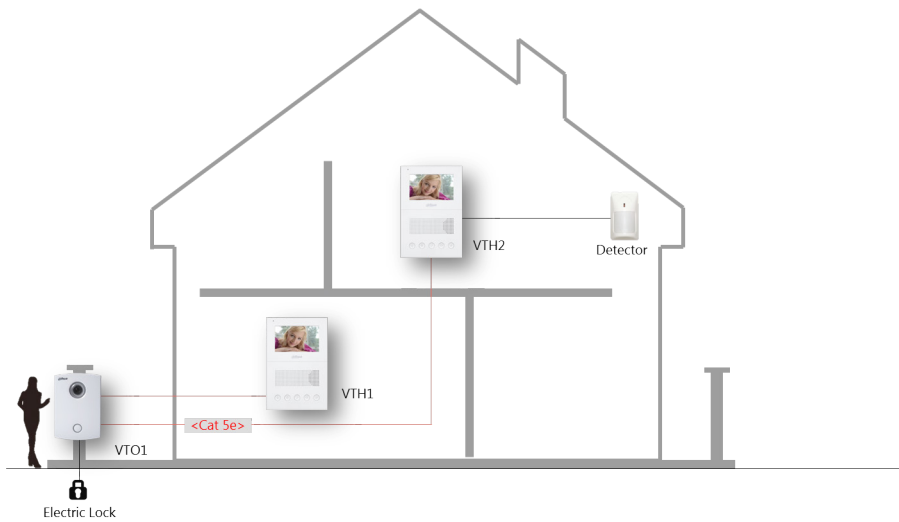 VTH2
Detector
VTH1
<Cat 5e>
VTO1
Electric Lock